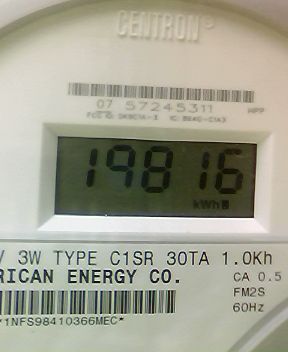 CENTRON®
07 57245311
19816
kWh
V 3W TYPE C1SR 30TA 1.0Kh
RICAN ENERGY CO. CA 0.5
FM2S
*1NFS98410366MEC* 60Hz